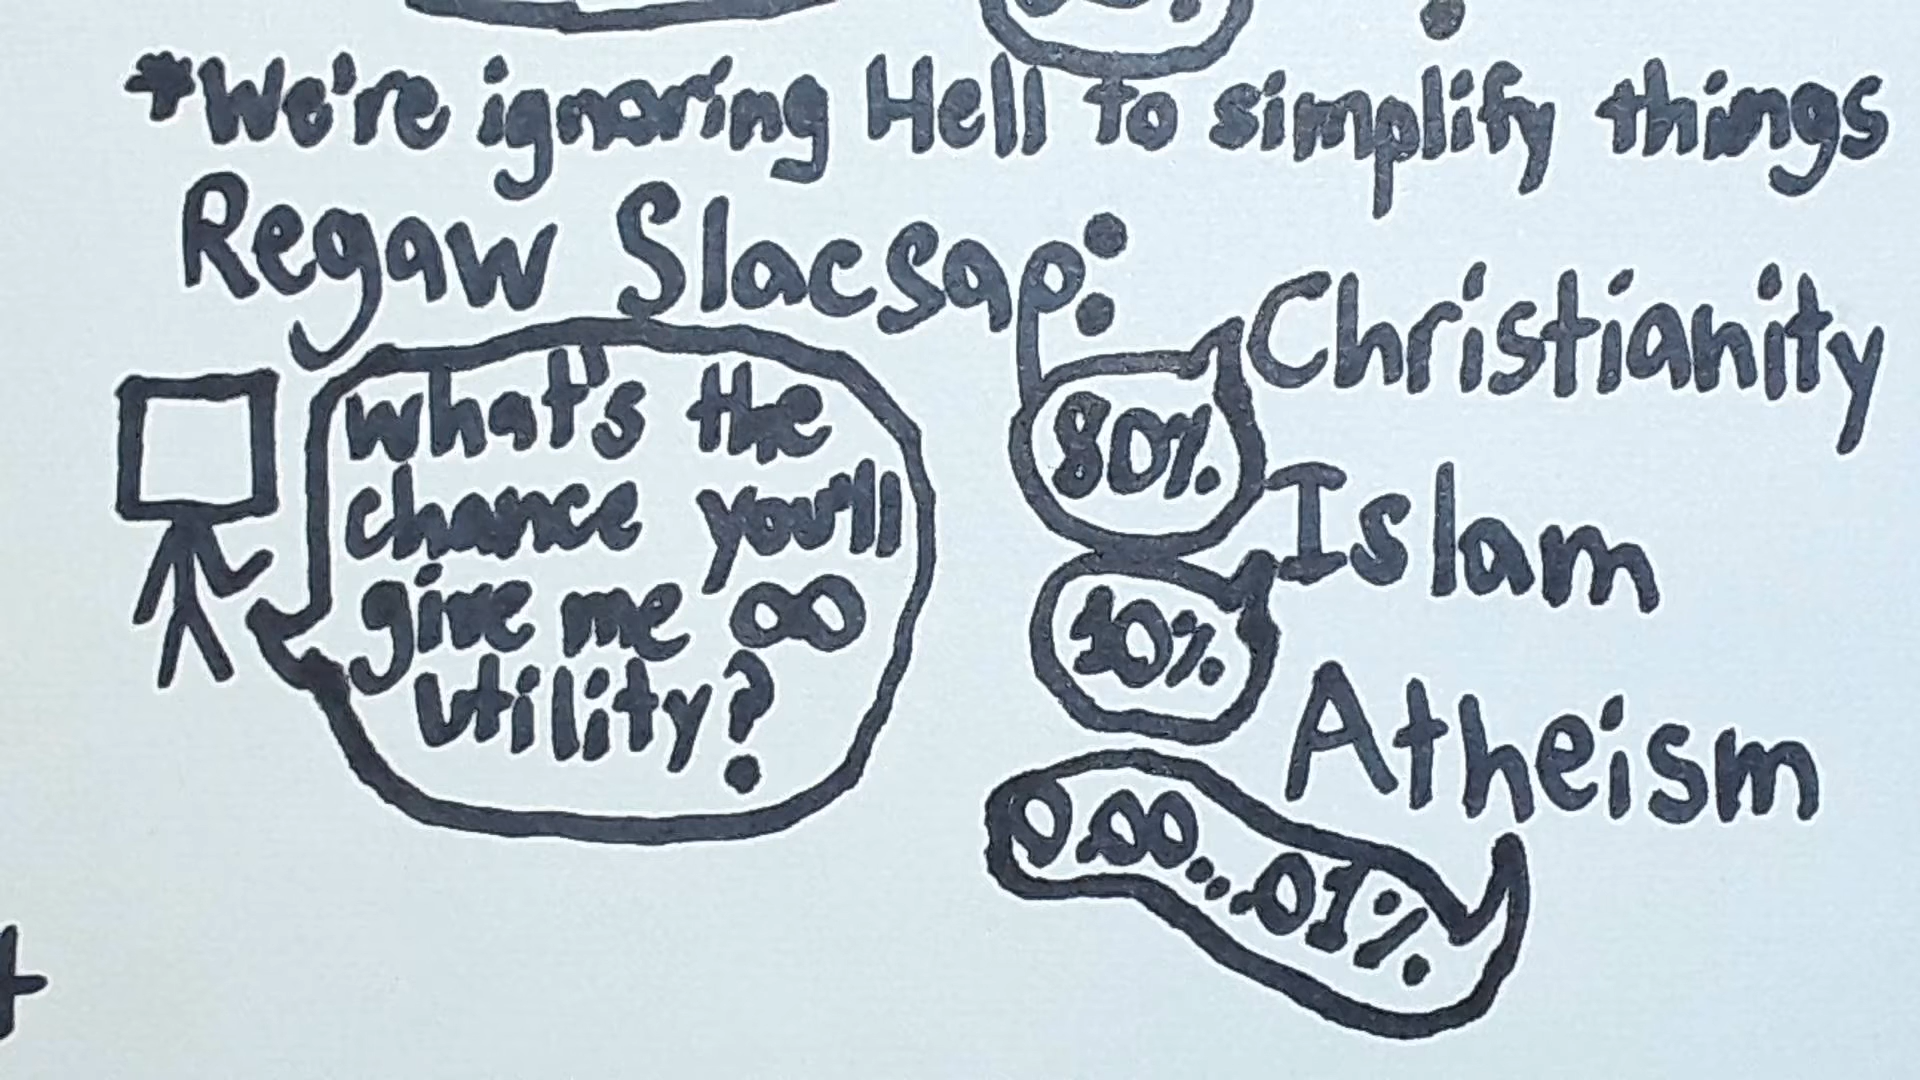 *We're ignoring Hell to simplify things
Regaw Slacsap:
what's the
chance you'll
give me ∞
utility?
Christianity
80%
Islam
10%
Atheism
0.00...01%